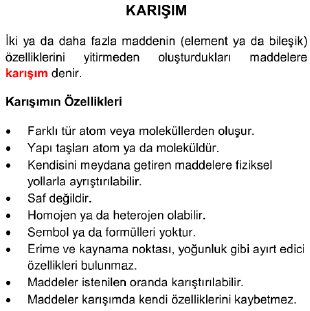 KARIŞIM
İki ya da daha fazla maddenin (element ya da bileşik)
özelliklerini yitirmeden oluşturdukları maddelere
karışım denir.
Karışımın Özellikleri
• Farklı tür atom veya moleküllerden oluşur.
• Yapı taşları atom ya da moleküldür.
• Kendisini meydana getiren maddelere fiziksel
yollarla ayrıştırılabilir.
• Saf değildir.
• Homojen ya da heterojen olabilir.
• Sembol ya da formülleri yoktur.
• Erime ve kaynama noktası, yoğunluk gibi ayırt edici
özellikleri bulunmaz.
• Maddeler istenilen oranda karıştırılabilir.
• Maddeler karışımda kendi özelliklerini kaybetmez.